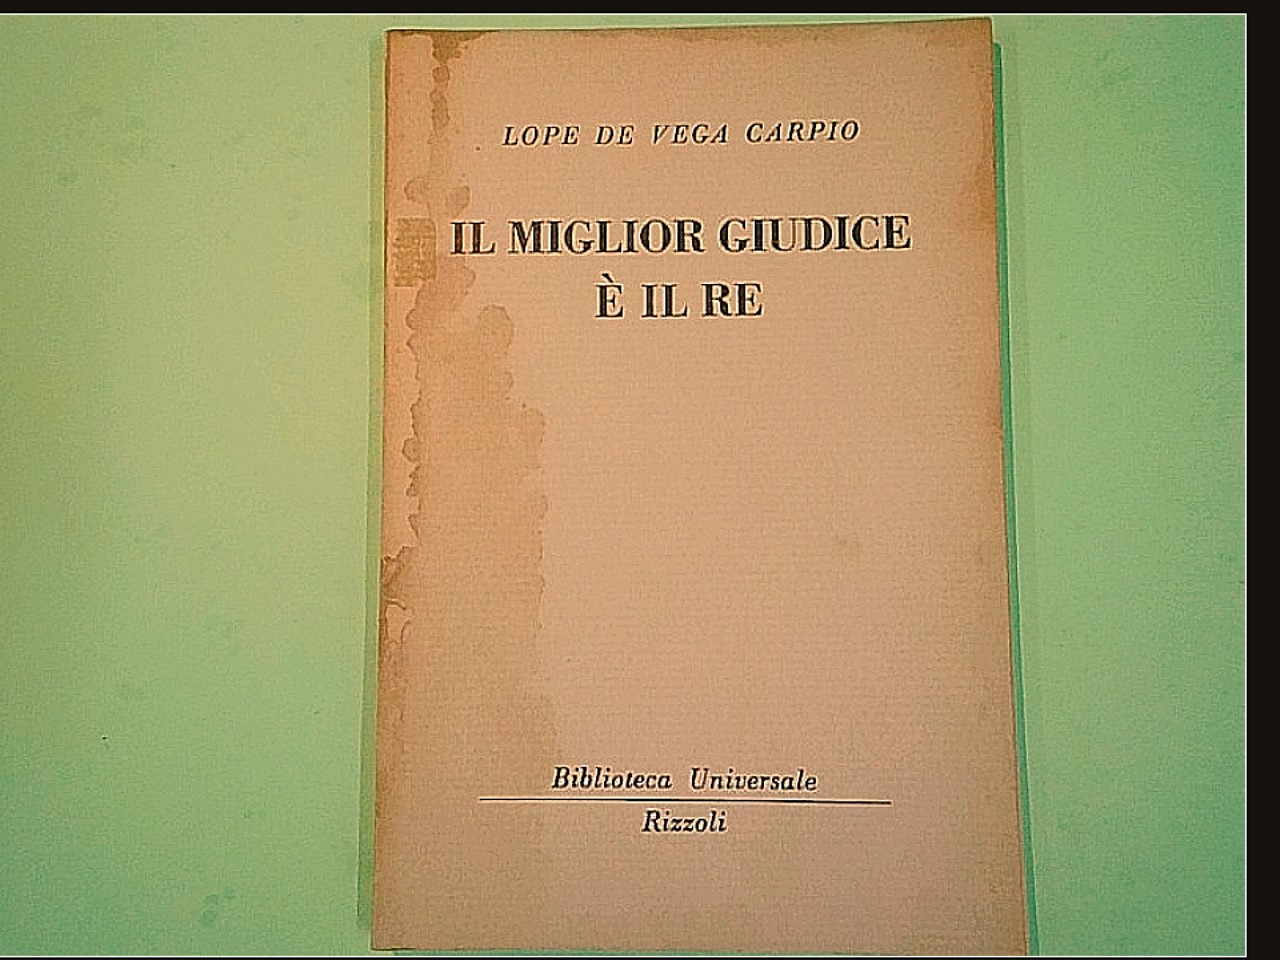 LOPE DE VEGA CARPIO
IL MIGLIOR GIUDICE
È IL RE
Biblioteca Universale
Rizzoli